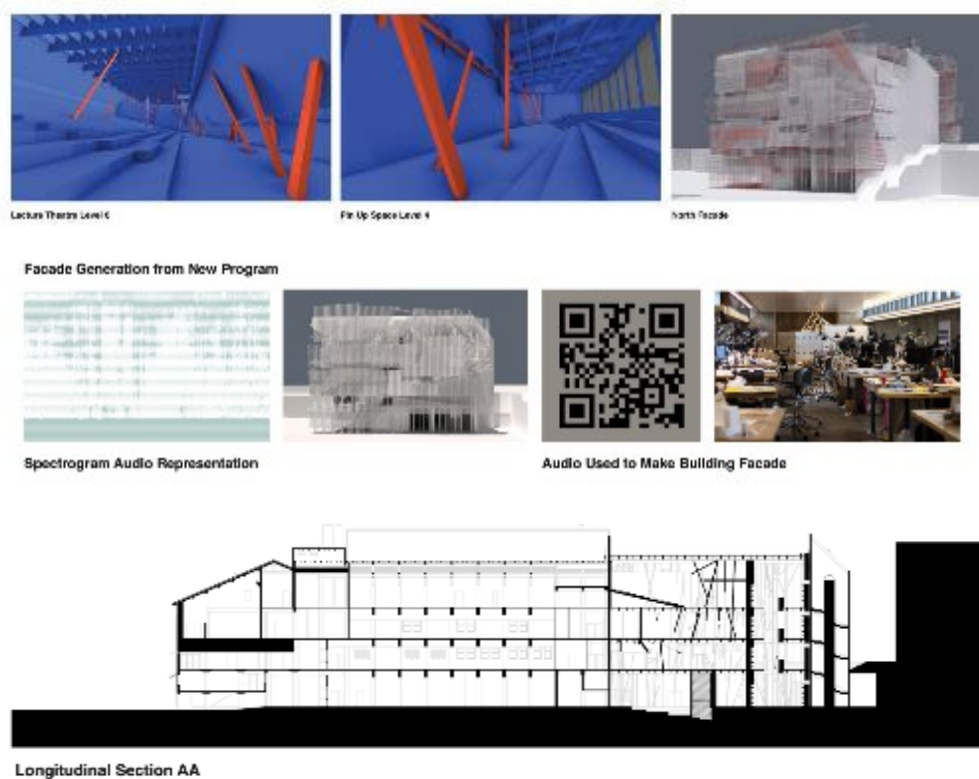 Lecture Theatre Level 6
Pin Up Space Level 4
North Facade
Facade Generation from New Program
Spectrogram Audio Representation
Audio Used to Make Building Facade
Longitudinal Section AA